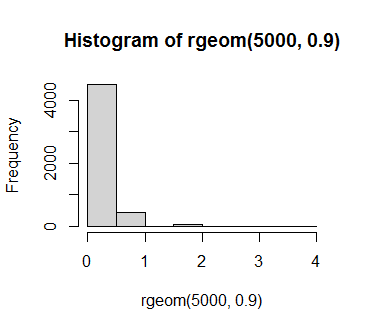 Histogram of rgeom(5000, 0.9)
Frequency
4000
2000
0
0 1 2 3 4
rgeom(5000, 0.9)